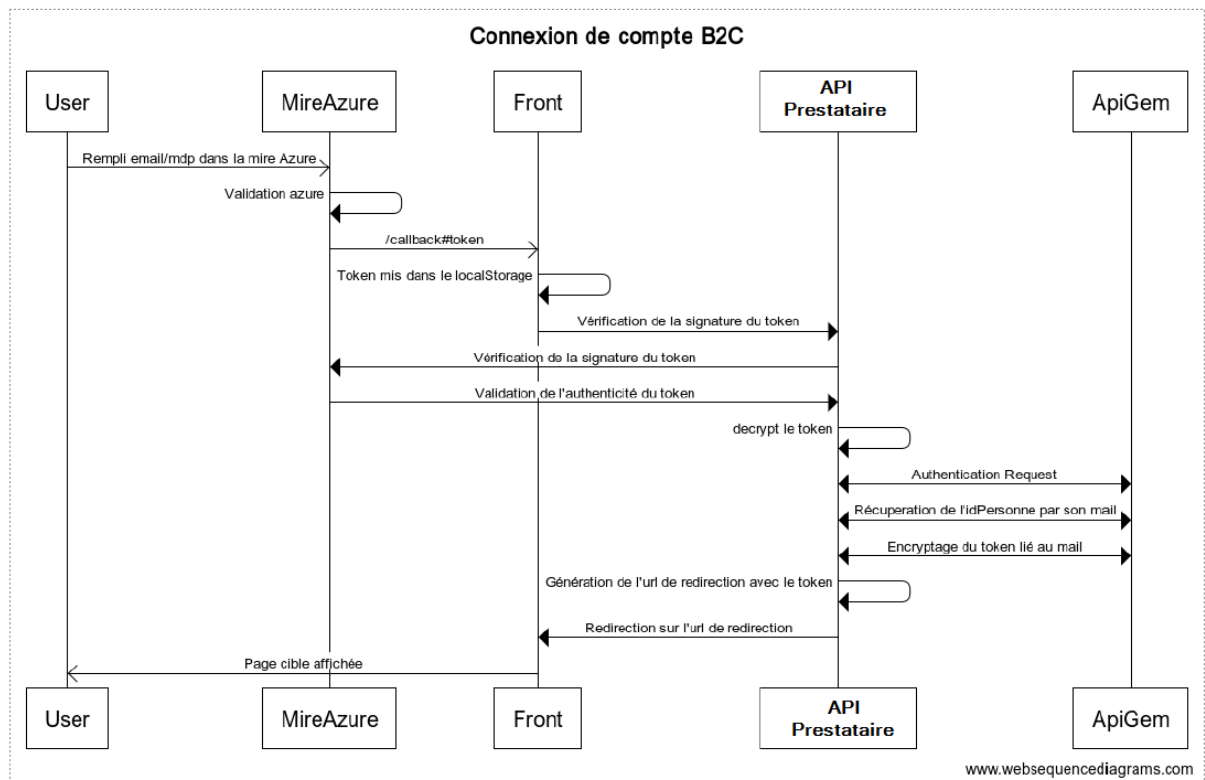 Connexion de compte B2C
User
MireAzure
Front
API
Prestataire
ApiGem
Rempli email/mdp dans la mire Azure
Validation azure
/callback#token
Token mis dans le localStorage
Vérification de la signature du token
Vérification de la signature du token
Validation de l'authenticité du token
decrypt le token
Authentication Request
Récuperation de l'idPersonne par son mail
Encryptage du token lié au mail
Génération de l'url de redirection avec le token
Redirection sur l'url de redirection
Page cible affichée
User
MireAzure
Front
API
Prestataire
ApiGem
www.websequencediagrams.com